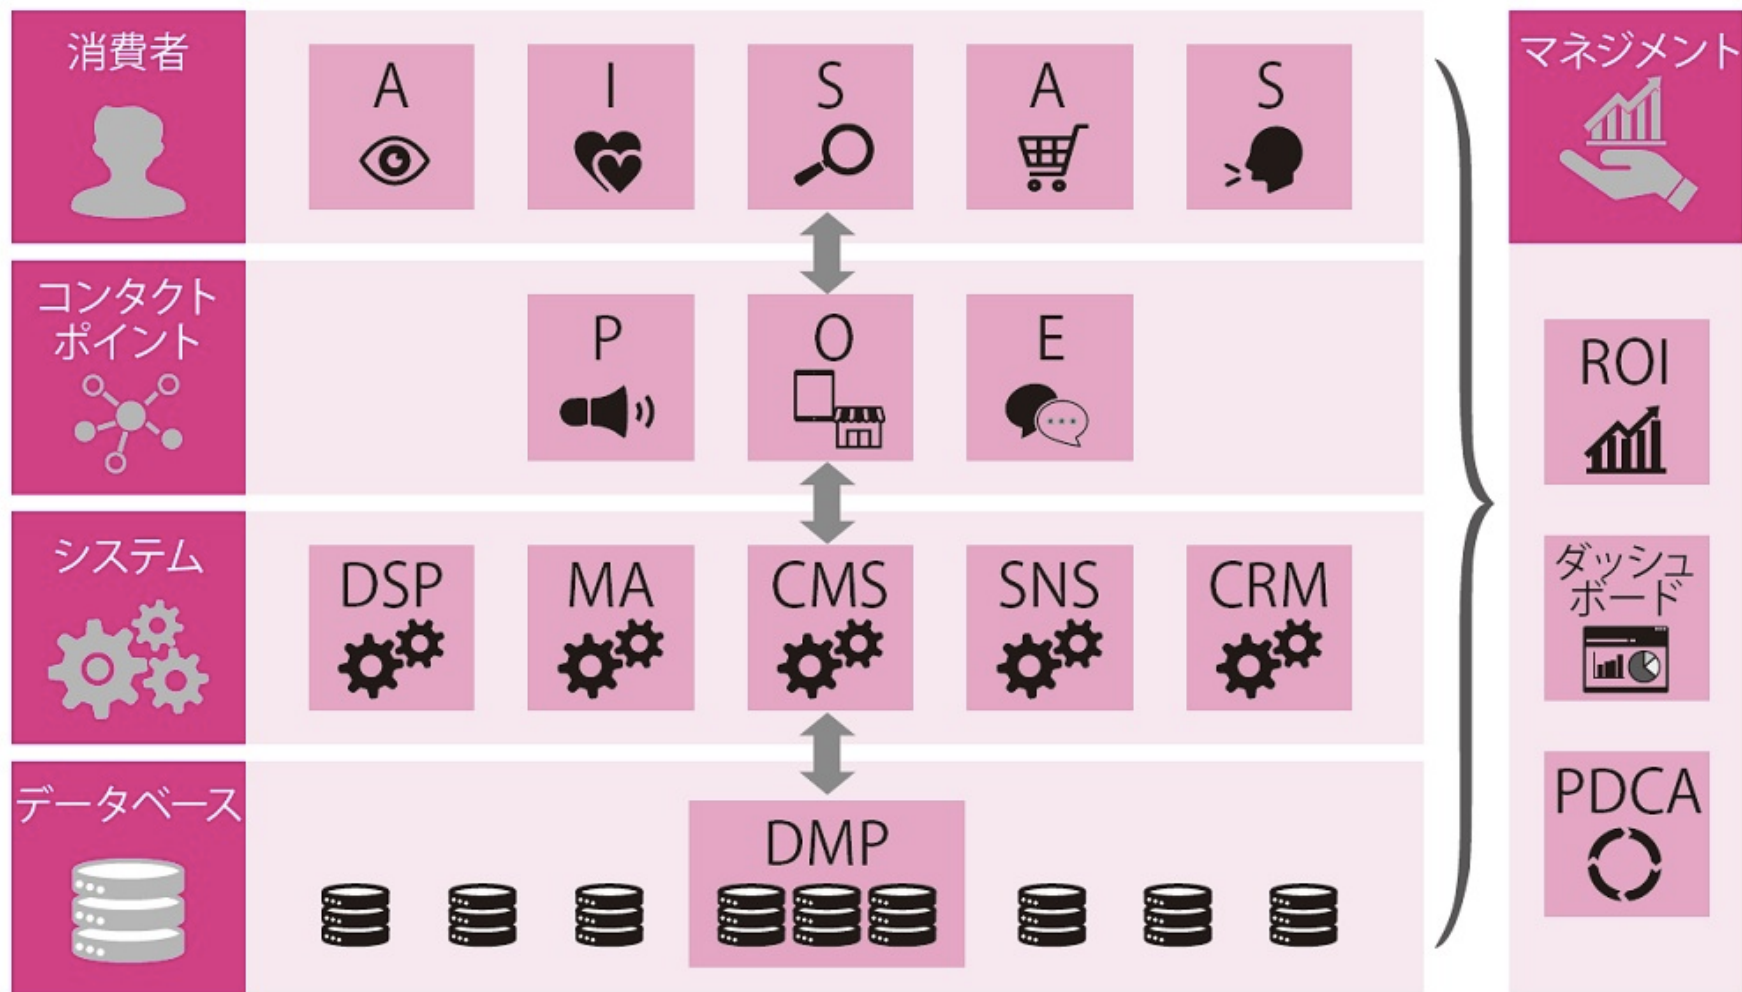 消費者
A
I
S
A
S
コンタクト
ポイント
P
O
E
システム
DSP
MA
CMS
SNS
CRM
データベース
DMP
マネジメント
ROI
ダッシュ
ボード
PDCA